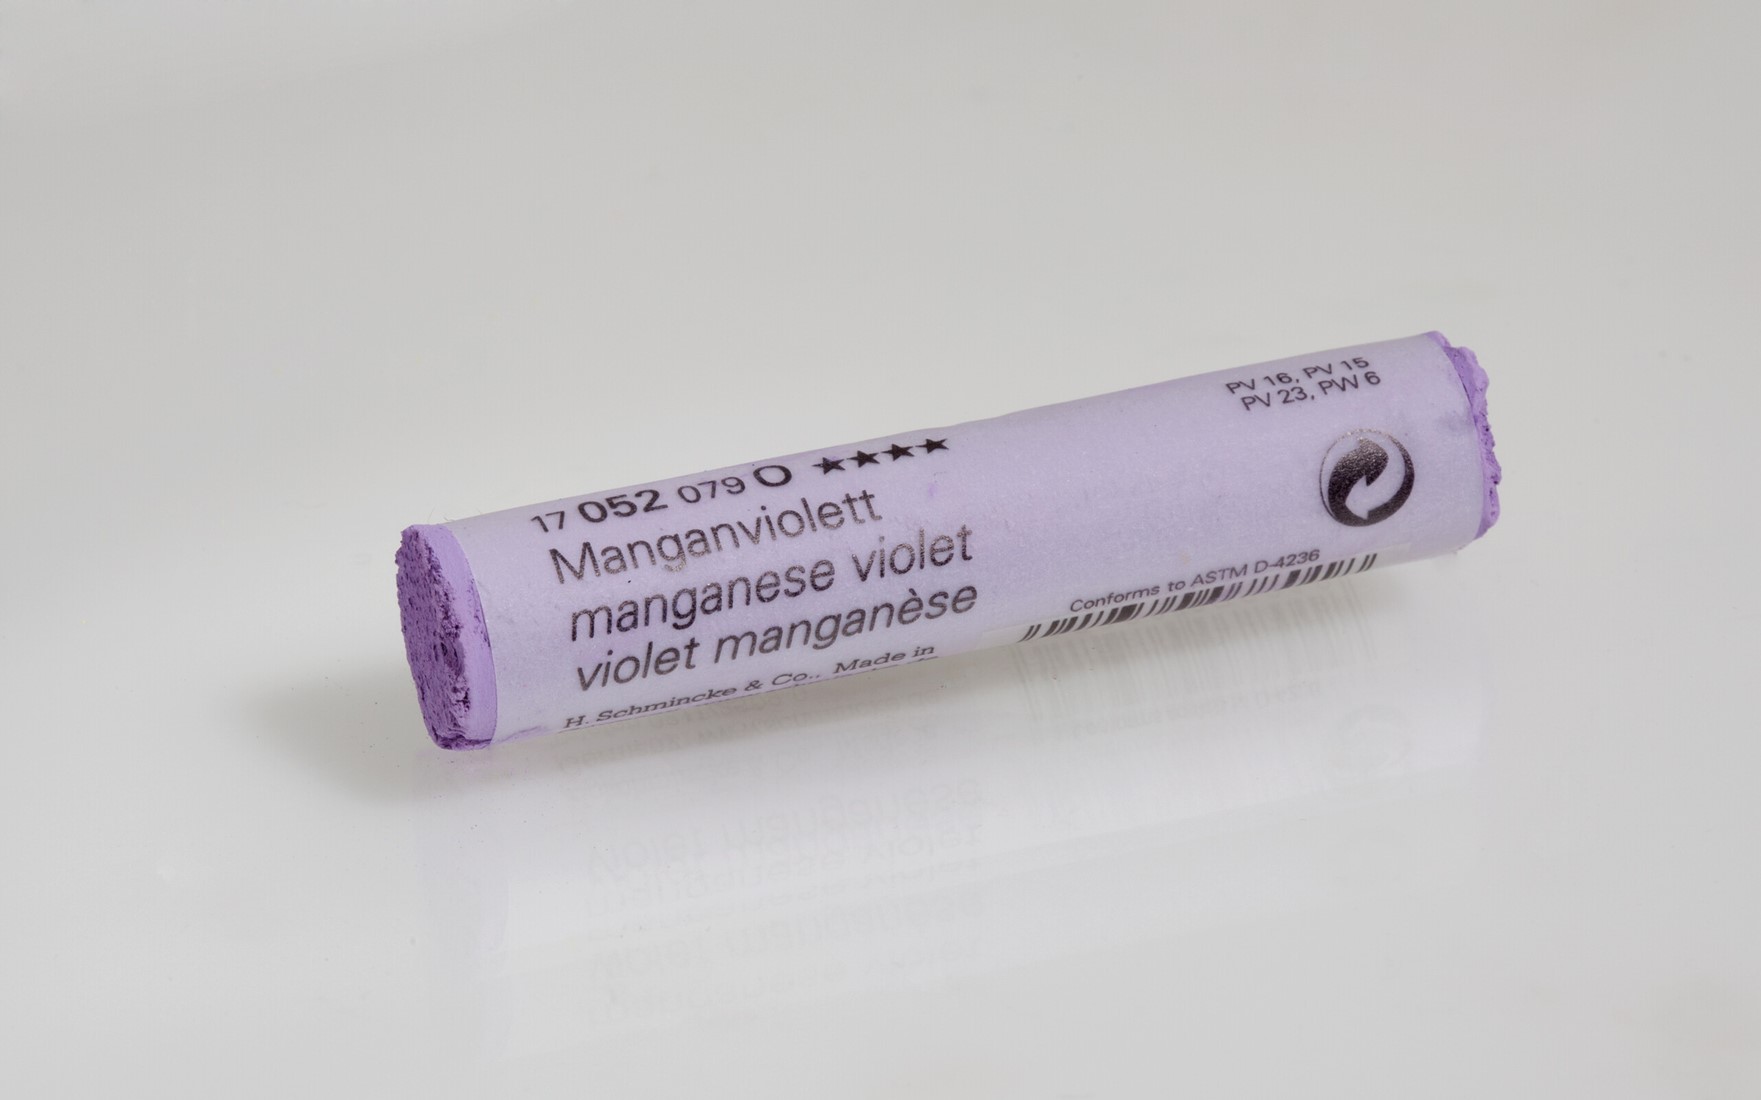 17 052 079 O ★★★★
Manganviolett
manganese violet
violet manganèse
H. Schmincke & Co., Made in
PV 16, PV 15
PV 23, PW 6
Conforms to ASTM D-4236